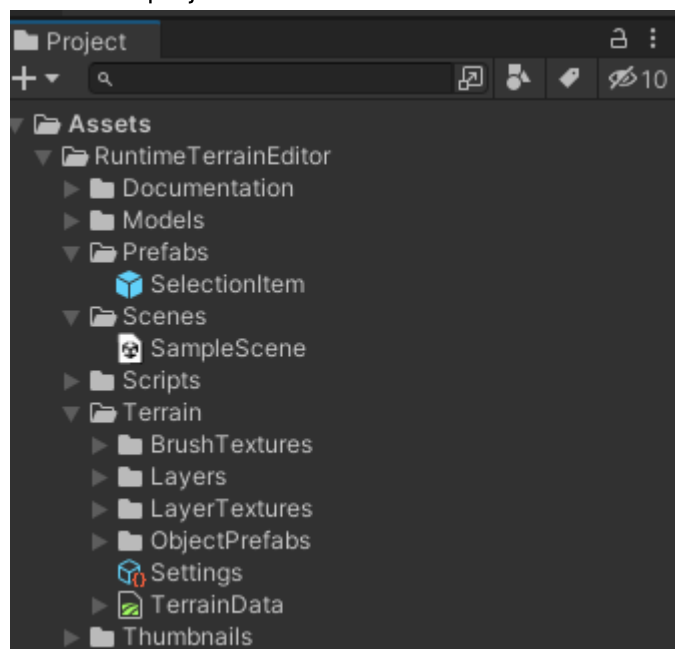 Project
10
Assets
RuntimeTerrainEditor
Documentation
Models
Prefabs
SelectionItem
Scenes
SampleScene
Scripts
Terrain
BrushTextures
Layers
LayerTextures
ObjectPrefabs
Settings
TerrainData
Thumbnails